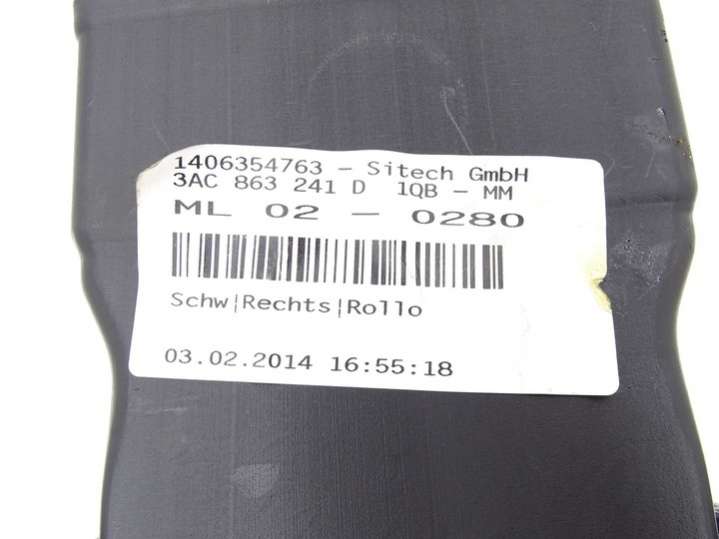 1406354763 - Sitech GmbH
3AC 863 241 D 1QB - MM
ML 02 - 0280
Schw|Rechts|Rollo
03.02.2014 16:55:18